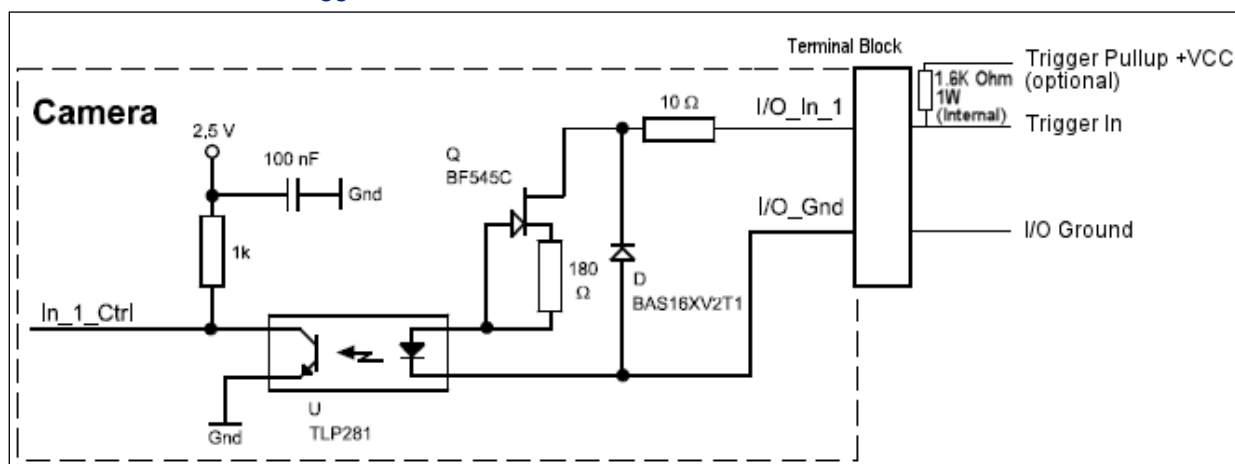 gg
Terminal Block
Trigger Pullup +VCC
(optional)
1.6K Ohm
1W
(Internal)
Trigger In
Camera
10 Ω
I/O_In_1
2,5 V
100 nF
Gnd
Q
BF545C
I/O_Gnd
I/O Ground
1k
180
Ω
D
BAS16XV2T1
In_1_Ctrl
Gnd
U
TLP281